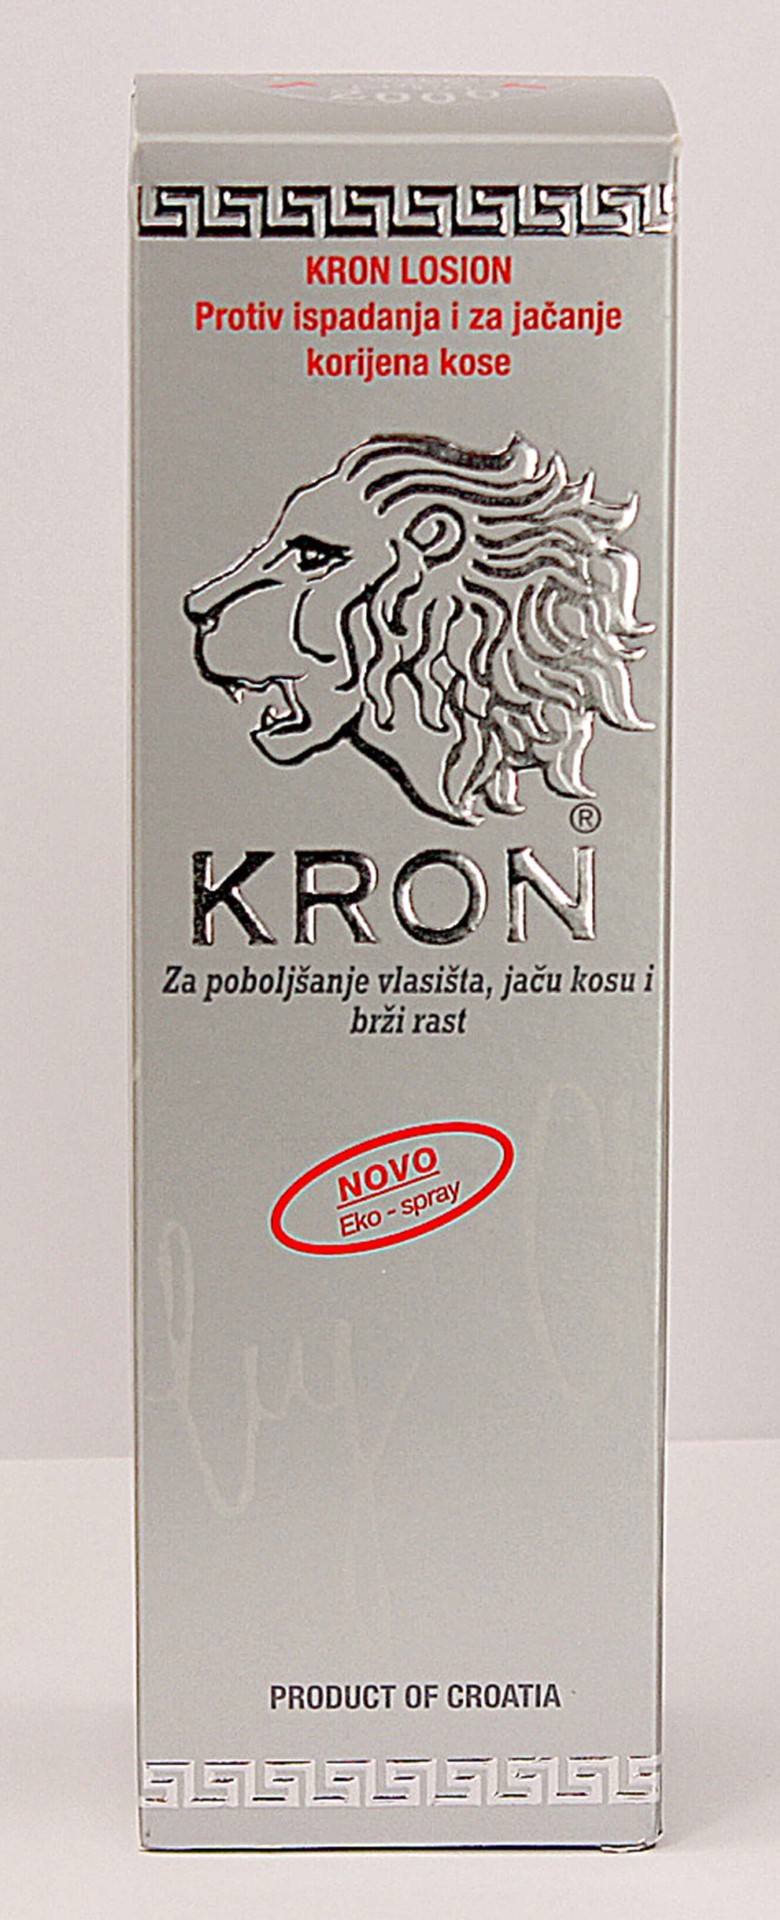 2000
KRON LOSION
Protiv ispadanja i za jačanje
korijena kose
®
KRON
Za poboljšanje vlasišta, jaču kosu i
brži rast
NOVO
Eko - spray
PRODUCT OF CROATIA